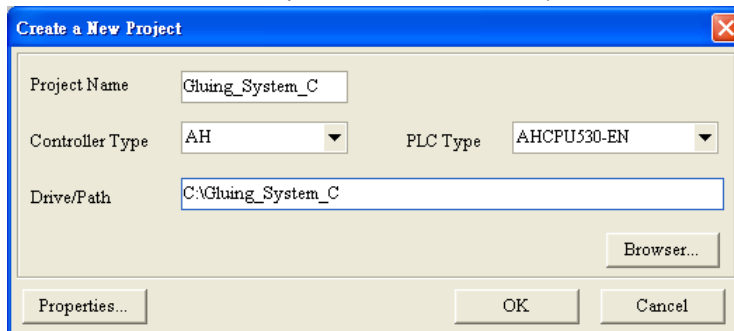 Create a New Project
Project Name Gluing_System_C
Controller Type AH PLC Type AHCPU530-EN
Drive/Path C:\Gluing_System_C
Browser...
Properties... OK Cancel